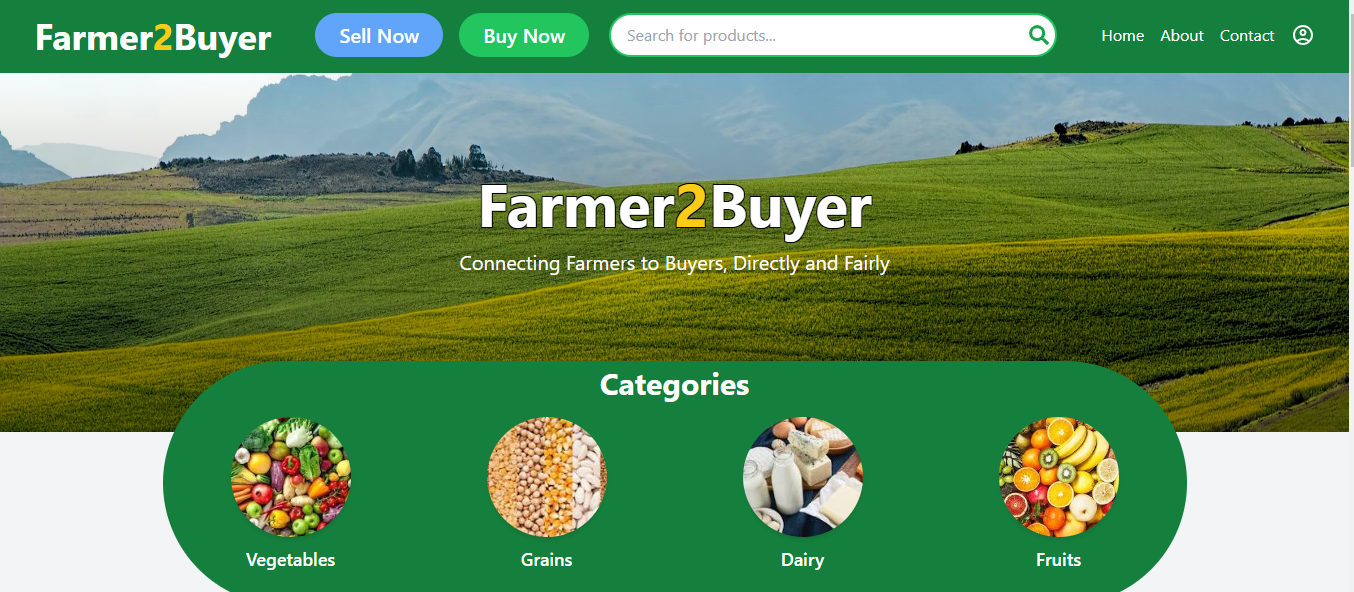 Farmer2Buyer
Sell Now
Buy Now
Search for products...
Home
About
Contact
Farmer2Buyer
Connecting Farmers to Buyers, Directly and Fairly
Categories
Vegetables
Grains
Dairy
Fruits